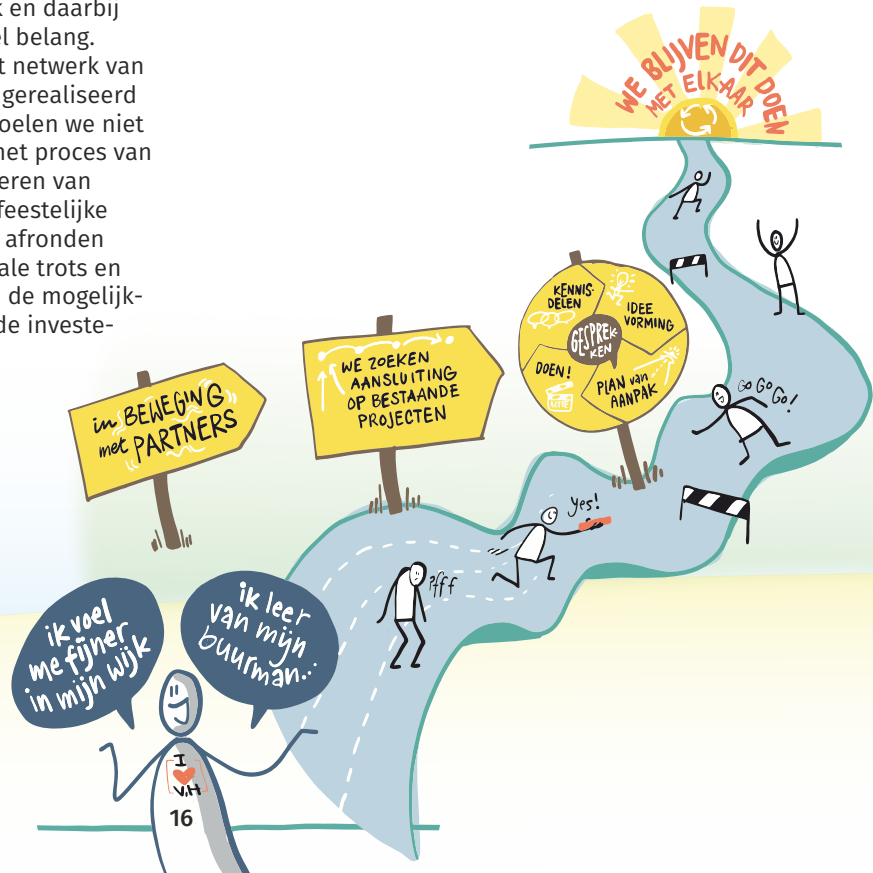 k en daarbij
el belang.
t netwerk van
gerealiseerd
oelen we niet
net proces van
eren van
feestelijke
afronden
ale trots en
de mogelijk-
de investe-
WE BLIJVEN DIT DOEN
MET ELKAAR
KENNIS-
DELEN
IDEE
VORMING
GESPREK-
KEN
DOEN!
ACTIE
PLAN van
AANPAK
WE ZOEKEN
AANSLUITING
OP BESTAANDE
PROJECTEN
in BEWEGING
met PARTNERS
GO GO GO!
yes!
Pfff
ik voel
me fijner
in mijn wijk
ik leer
van mijn
buurman...
I
V.H
16